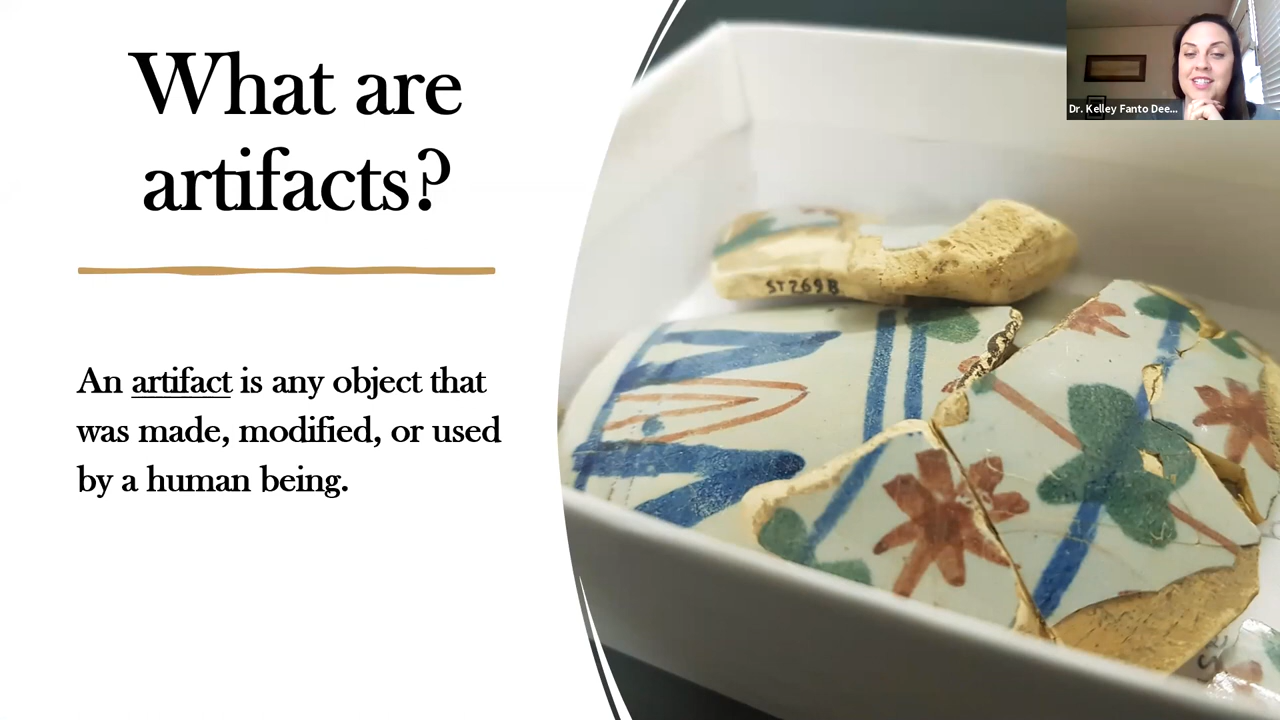 What are
artifacts?
An artifact is any object that
was made, modified, or used
by a human being.
Dr. Kelley Fanto Dee...
ST269B